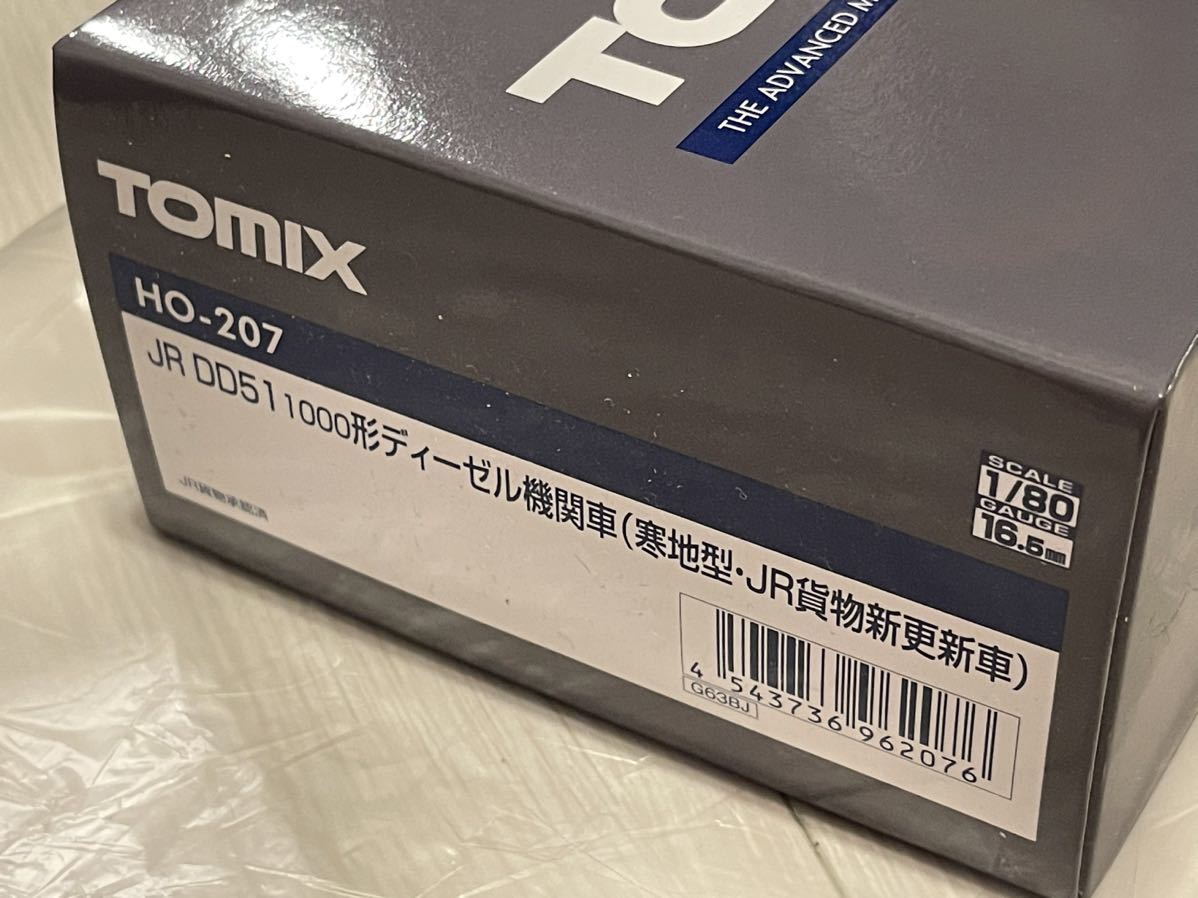 THE ADVANCED
TOMIX
HO-207
JR DD51 1000形ディーゼル機関車(寒地型・JR貨物新更新車)
JR貨物承認済
SCALE
1/80
GAUGE
16.5mm
4 543736 962076
G63BJ